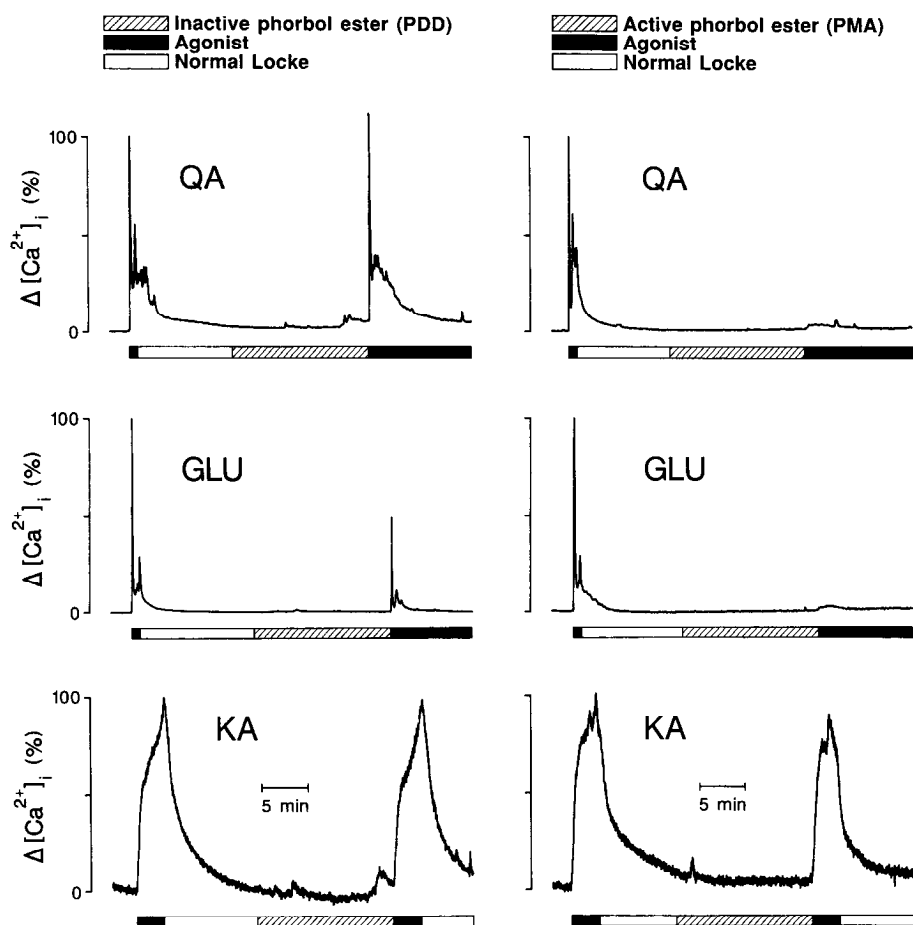 Inactive phorbol ester (PDD)
Agonist
Normal Locke
Active phorbol ester (PMA)
Agonist
Normal Locke
Δ [Ca²⁺]ᵢ (%)
100
0
QA
QA
Δ [Ca²⁺]ᵢ (%)
100
0
GLU
GLU
Δ [Ca²⁺]ᵢ (%)
100
0
KA
5 min
KA
5 min